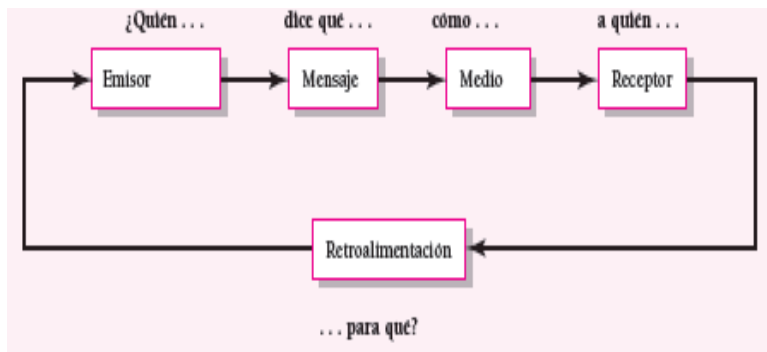 ¿Quién . . . dice qué . . . cómo . . . a quién . . .
Emisor Mensaje Medio Receptor
Retroalimentación
. . . para qué?